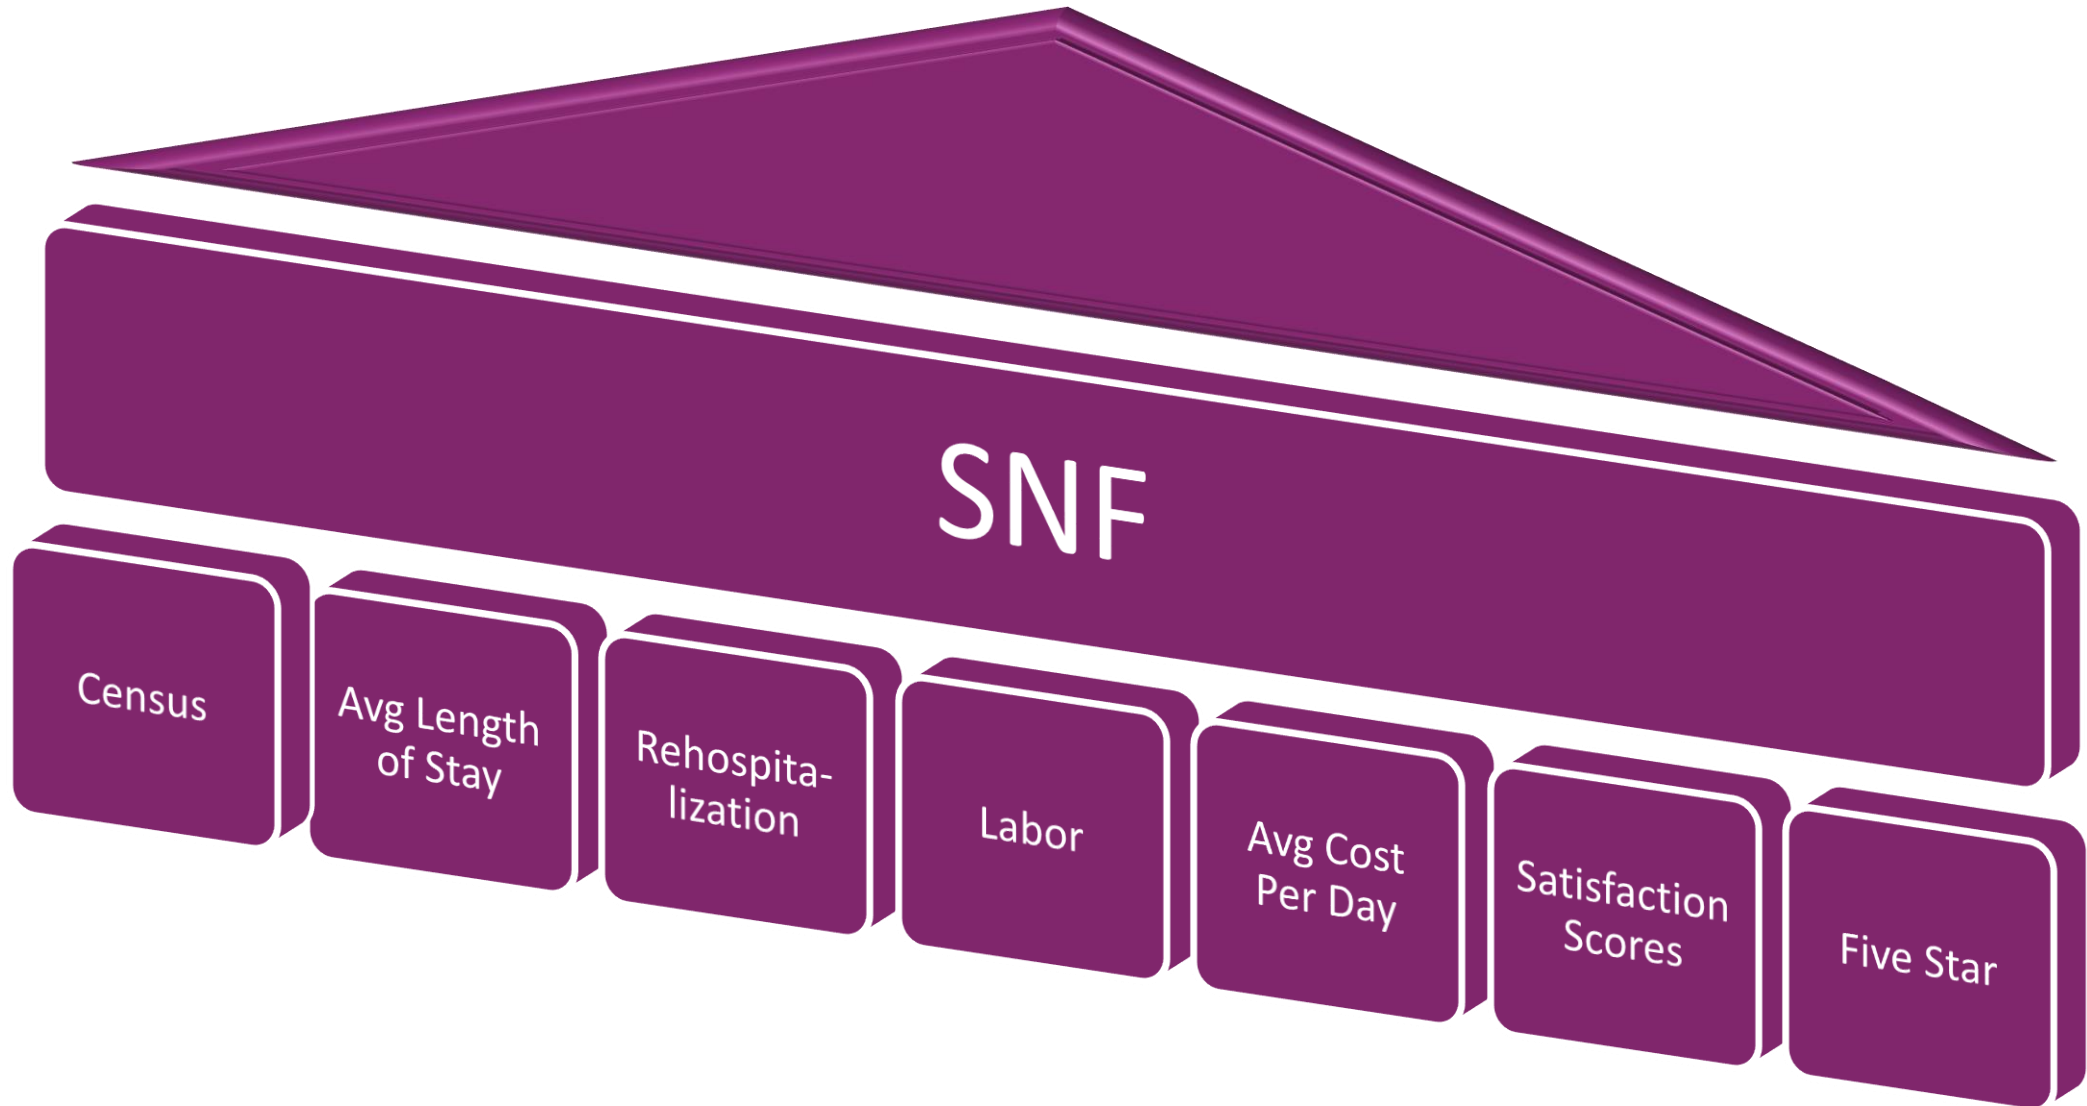 SNF
Census
Avg Length
of Stay
Rehospita-
lization
Labor
Avg Cost
Per Day
Satisfaction
Scores
Five Star